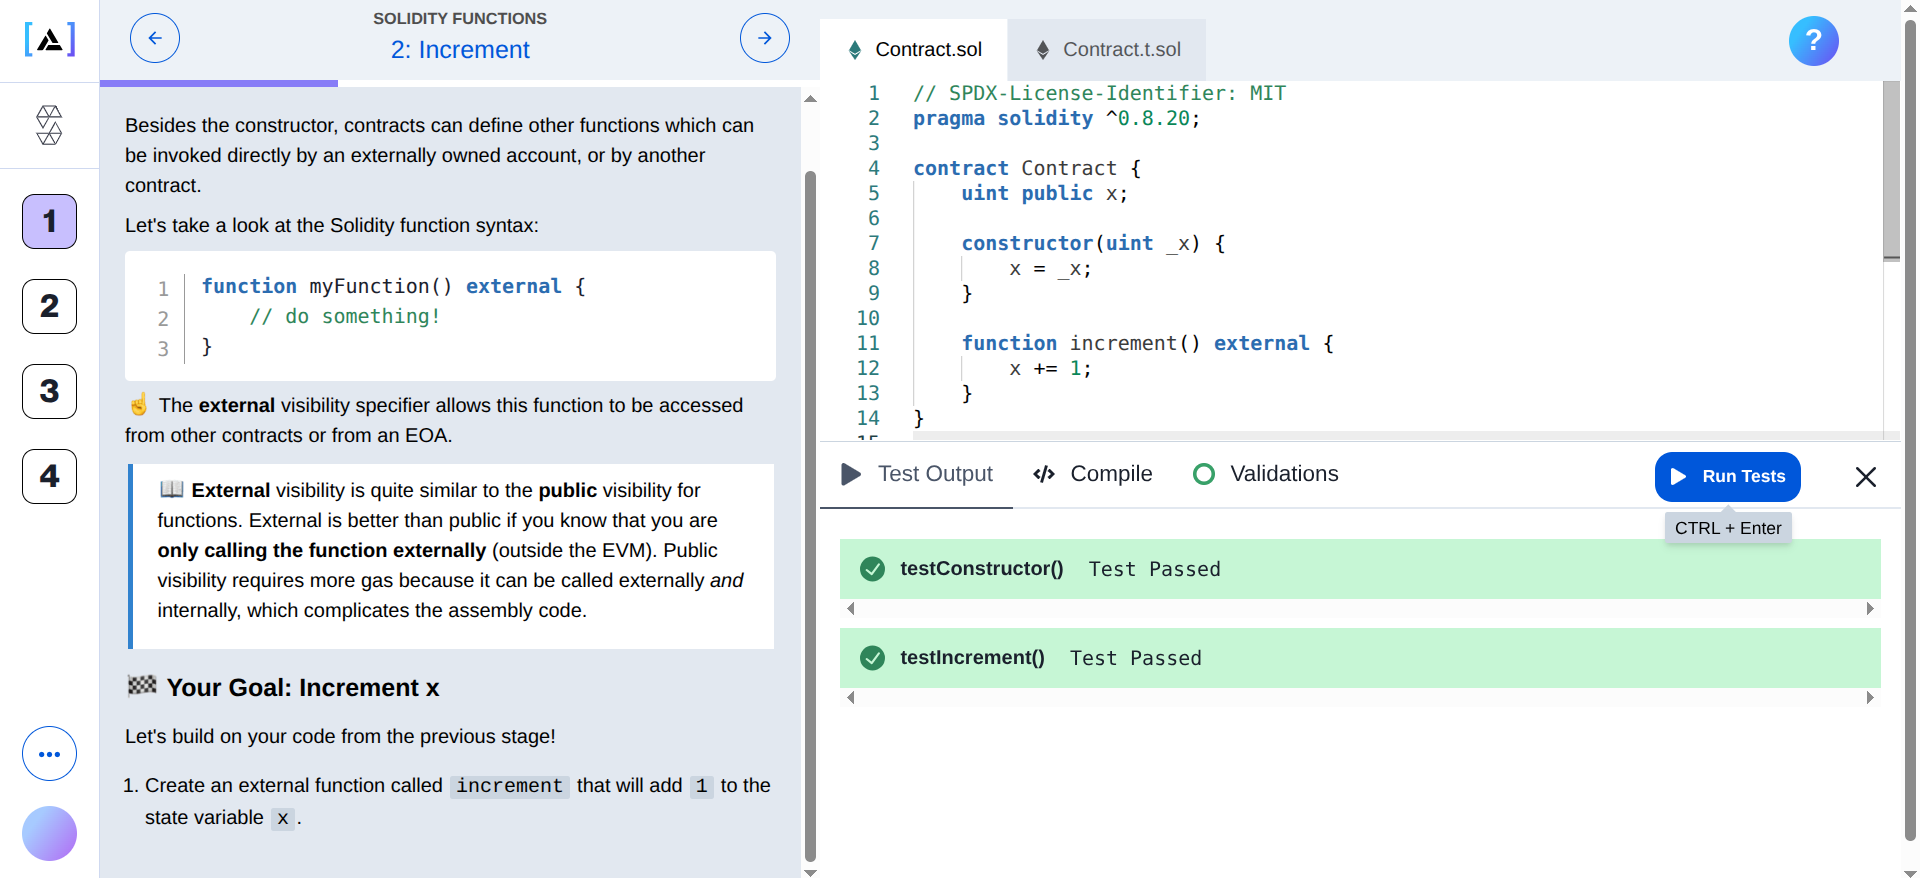 SOLIDITY FUNCTIONS
2: Increment
1
2
3
4
Besides the constructor, contracts can define other functions which can
be invoked directly by an externally owned account, or by another
contract.
Let's take a look at the Solidity function syntax:
1 function myFunction() external {
2 // do something!
3 }
☝ The external visibility specifier allows this function to be accessed
from other contracts or from an EOA.
📖 External visibility is quite similar to the public visibility for
functions. External is better than public if you know that you are
only calling the function externally (outside the EVM). Public
visibility requires more gas because it can be called externally and
internally, which complicates the assembly code.
🏁 Your Goal: Increment x
Let's build on your code from the previous stage!
1. Create an external function called increment that will add 1 to the
state variable x .
Contract.sol
Contract.t.sol
?
1 // SPDX-License-Identifier: MIT
2 pragma solidity ^0.8.20;
3
4 contract Contract {
5 uint public x;
6
7 constructor(uint _x) {
8 x = _x;
9 }
10
11 function increment() external {
12 x += 1;
13 }
14 }
15
Test Output
Compile
Validations
Run Tests
CTRL + Enter
testConstructor() Test Passed
testIncrement() Test Passed